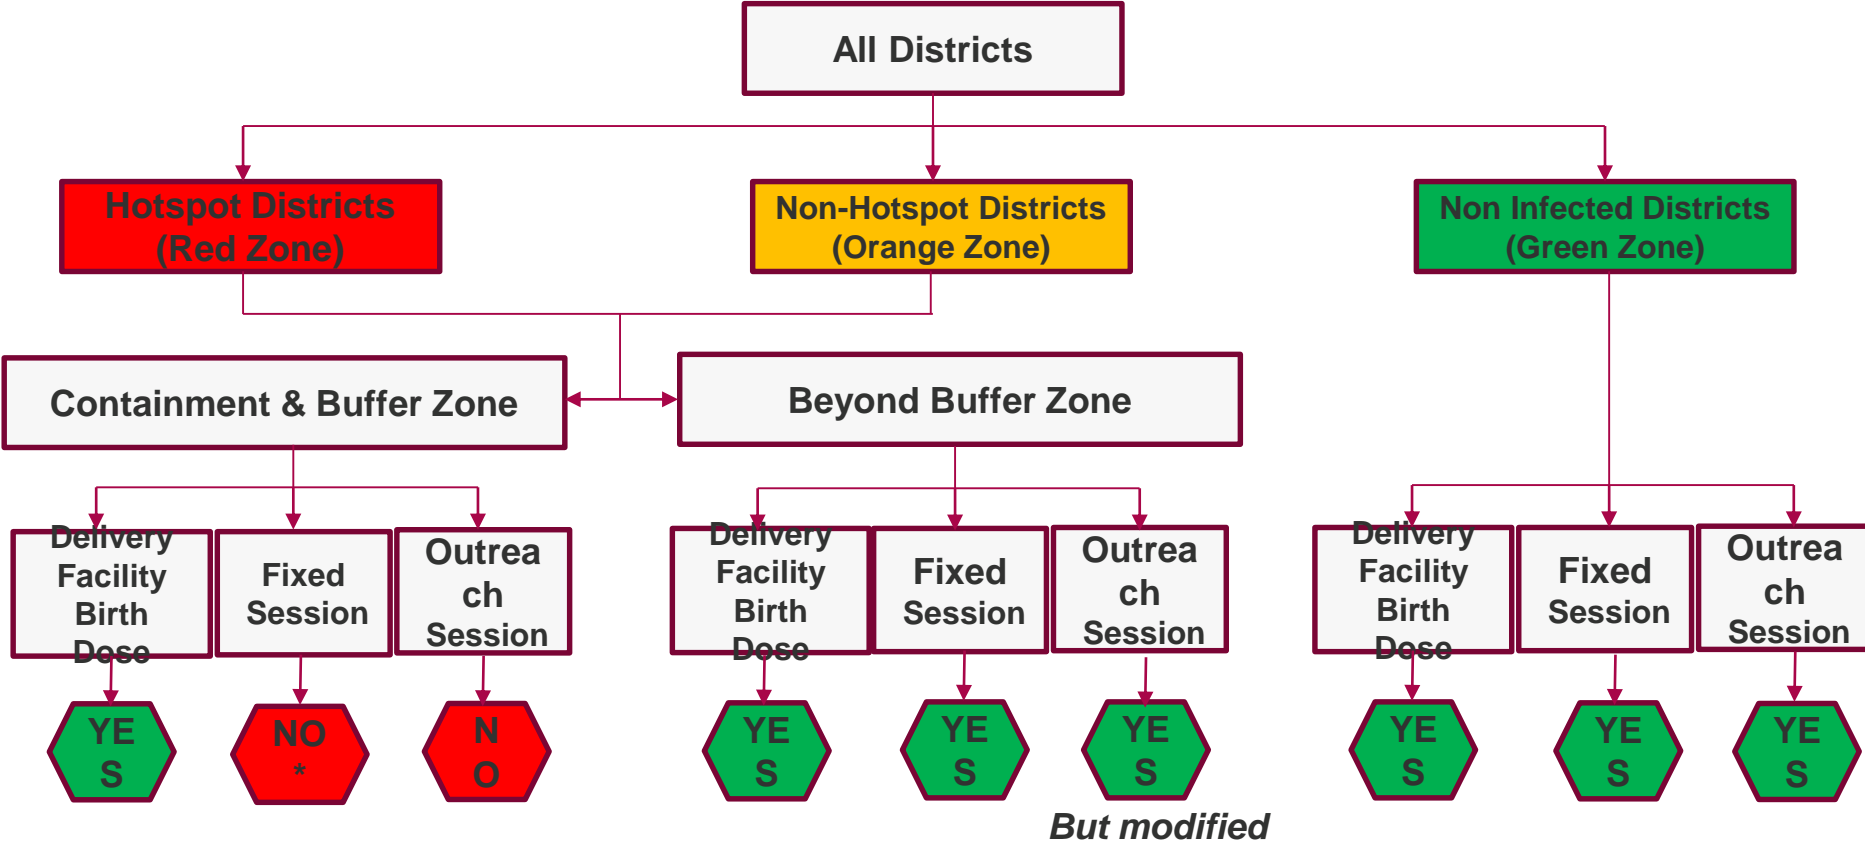 All Districts
Hotspot Districts
(Red Zone)
Non-Hotspot Districts
(Orange Zone)
Non Infected Districts
(Green Zone)
Containment & Buffer Zone
Beyond Buffer Zone
Delivery
Facility
Birth
Dose
Fixed
Session
Outrea
ch
Session
Delivery
Facility
Birth
Dose
Fixed
Session
Outrea
ch
Session
Delivery
Facility
Birth
Dose
Fixed
Session
Outrea
ch
Session
YE
S
NO
*
N
O
YE
S
YE
S
YE
S
YE
S
YE
S
YE
S
But modified